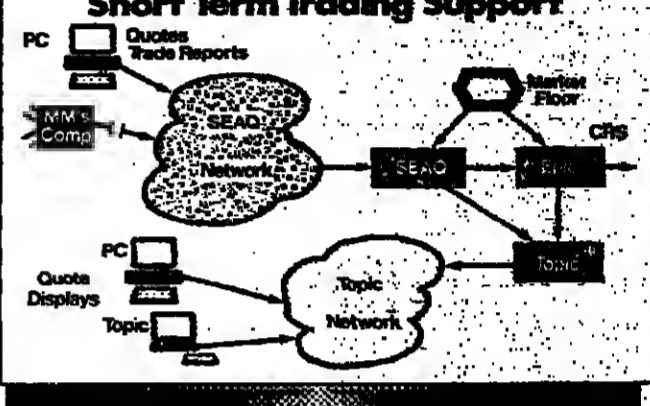 Short Term Trading Support
PC
Quotes
Trade Reports
MM's
Comp
SEAQ
Network
Market
Floor
CRS
SEAQ
Topic
PC
Quota
Displays
Topic
Topic
Network